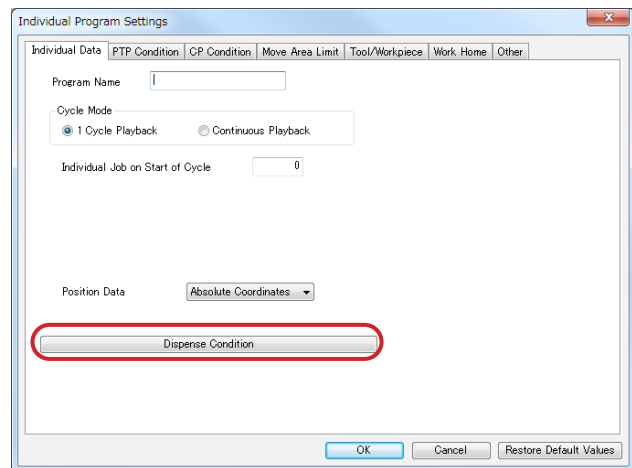 Individual Program Settings
Individual Data PTP Condition CP Condition Move Area Limit Tool/Workpiece Work Home Other
Program Name
Cycle Mode
1 Cycle Playback Continuous Playback
Individual Job on Start of Cycle 0
Position Data Absolute Coordinates
Dispense Condition
OK Cancel Restore Default Values